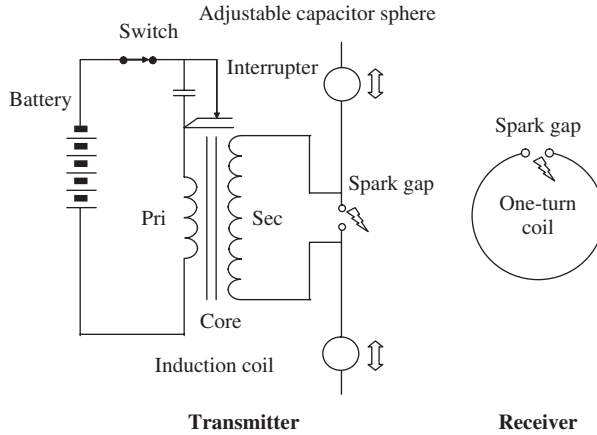 Adjustable capacitor sphere
Switch
Interrupter
Battery
Spark gap
Spark gap
Pri
Sec
One-turn
coil
Core
Induction coil
Transmitter
Receiver